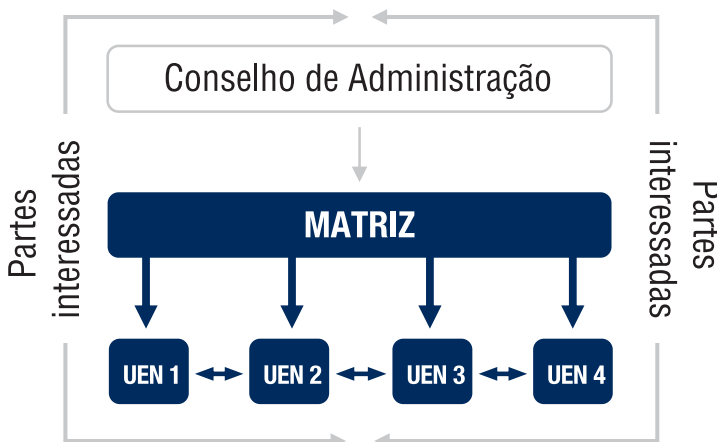 Conselho de Administração
Partes
interessadas
MATRIZ
Partes
interessadas
UEN 1
UEN 2
UEN 3
UEN 4